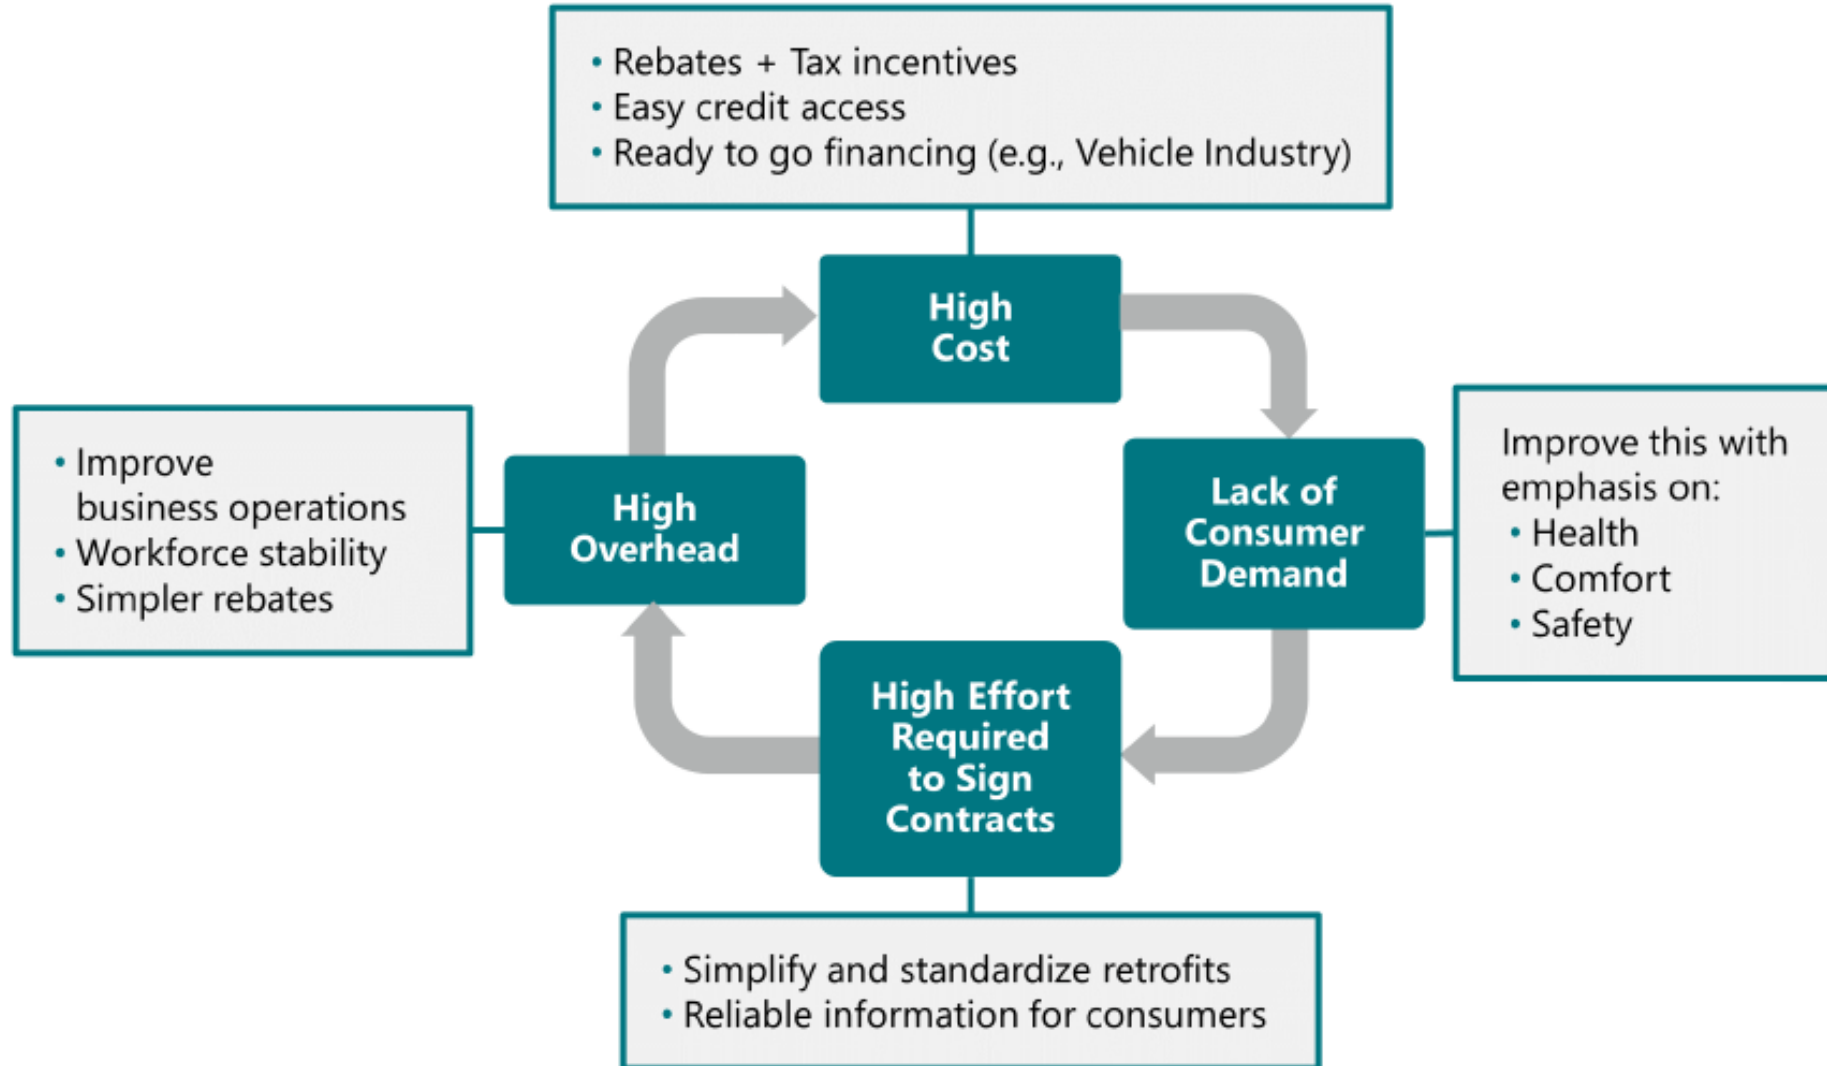 • Rebates + Tax incentives
• Easy credit access
• Ready to go financing (e.g., Vehicle Industry)
High
Cost
• Improve
business operations
• Workforce stability
• Simpler rebates
High
Overhead
Lack of
Consumer
Demand
Improve this with
emphasis on:
• Health
• Comfort
• Safety
High Effort
Required
to Sign
Contracts
• Simplify and standardize retrofits
• Reliable information for consumers